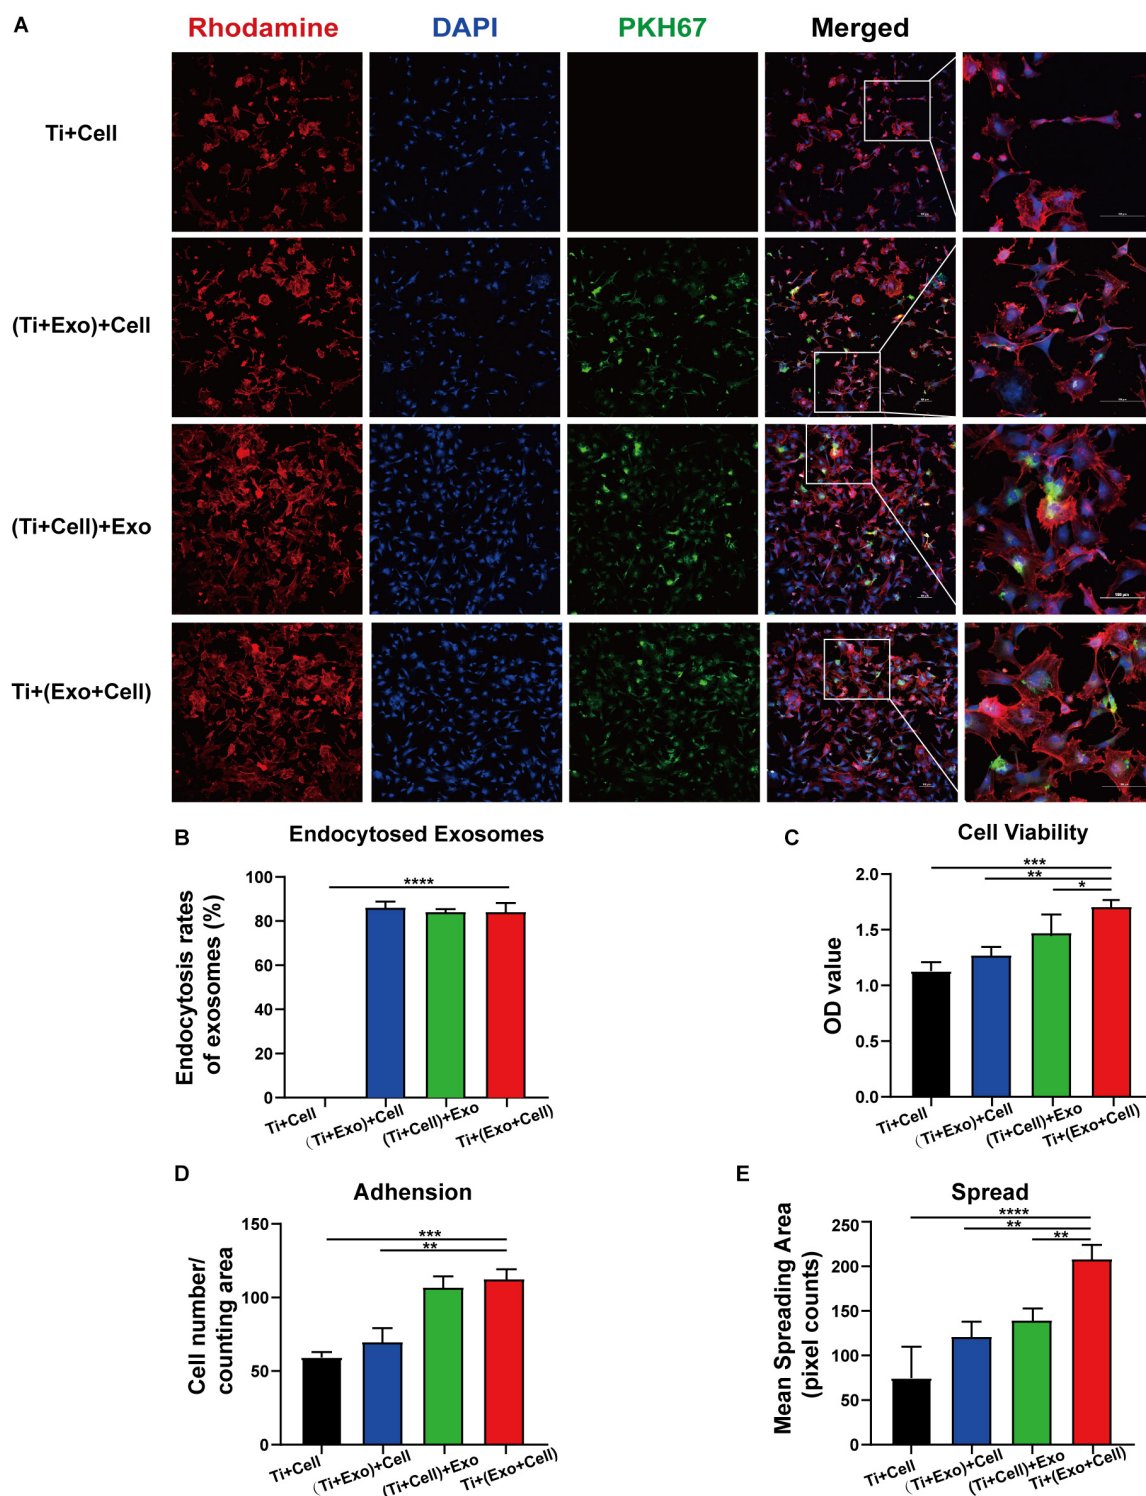 A
Rhodamine DAPI PKH67 Merged
Ti+Cell
(Ti+Exo)+Cell
(Ti+Cell)+Exo
100 μm
Ti+(Exo+Cell)
B
Endocytosed Exosomes
Endocytosis rates
of exosomes (%)
100
80
60
40
20
0
****
Ti+Cell
(Ti+Exo)+Cell
(Ti+Cell)+Exo
Ti+(Exo+Cell)
C
Cell Viability
OD value
2.0
1.5
1.0
0.5
0.0
***
**
*
Ti+Cell
(Ti+Exo)+Cell
(Ti+Cell)+Exo
Ti+(Exo+Cell)
D
Adhension
Cell number/
counting area
150
100
50
0
***
**
Ti+Cell
(Ti+Exo)+Cell
(Ti+Cell)+Exo
Ti+(Exo+Cell)
E
Spread
Mean Spreading Area
(pixel counts)
250
200
150
100
50
0
****
**
**
Ti+Cell
(Ti+Exo)+Cell
(Ti+Cell)+Exo
Ti+(Exo+Cell)